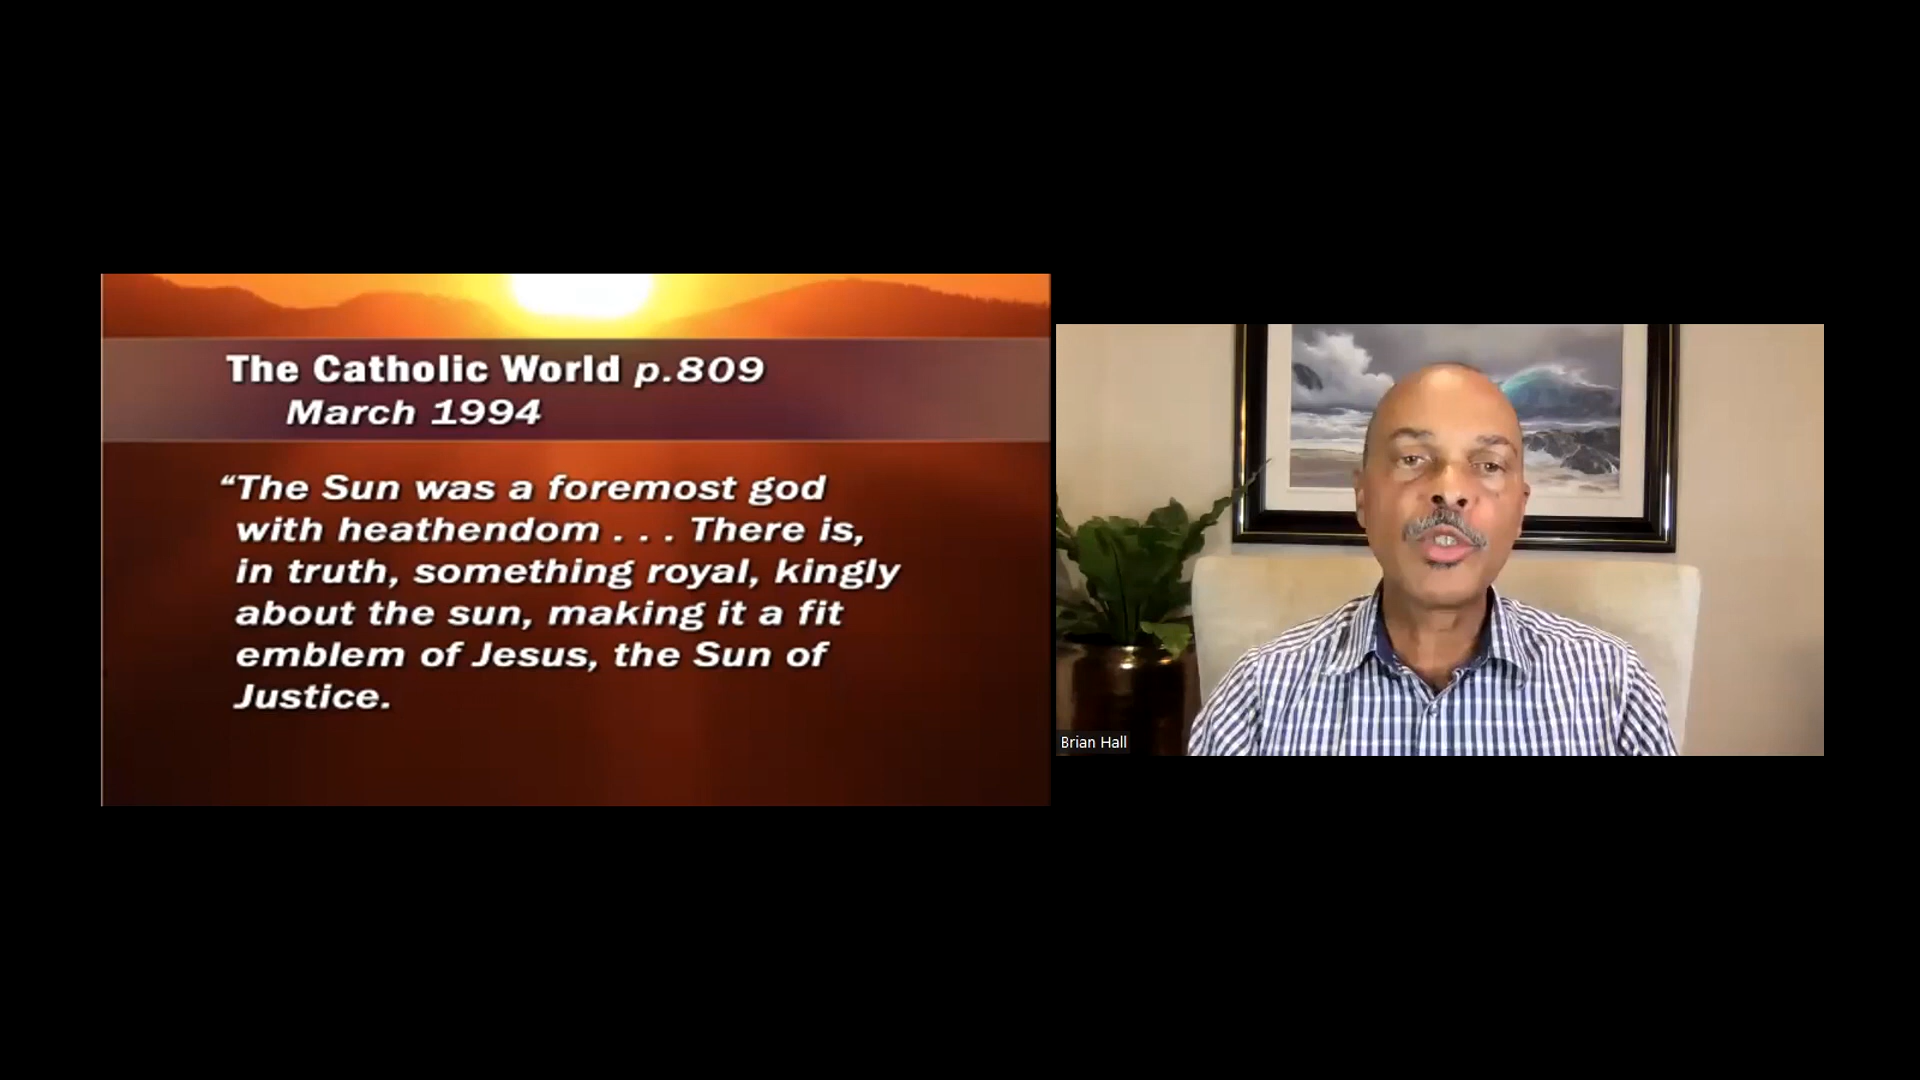 The Catholic World p.809
March 1994
“The Sun was a foremost god
with heathendom . . . There is,
in truth, something royal, kingly
about the sun, making it a fit
emblem of Jesus, the Sun of
Justice.
Brian Hall